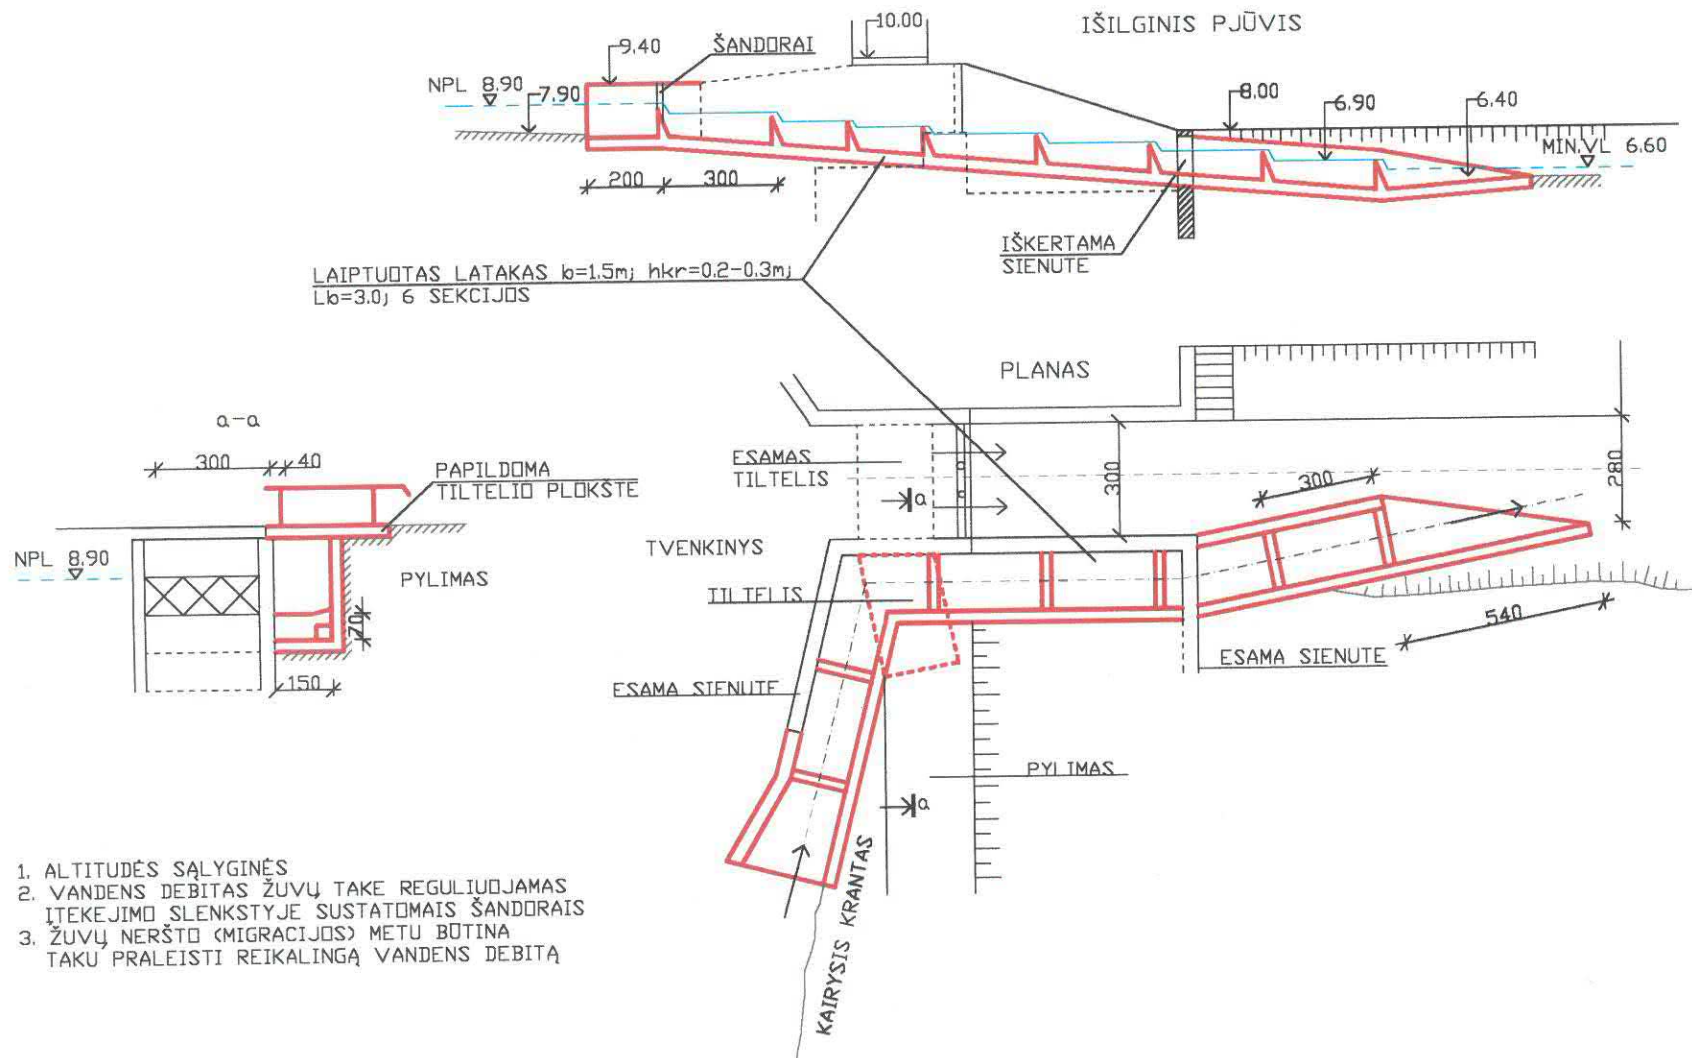 IŠILGINIS PJŪVIS
10.00
9.40
ŠANDORAI
NPL 8.90
7.90
8.00
6.90
6.40
MIN.VL 6.60
200
300
IŠKERTAMA
SIENUTE
LAIPTUOTAS LATAKAS b=1.5m; hkr=0.2-0.3m;
Lb=3.0; 6 SEKCIJOS
PLANAS
a-a
300
40
PAPILDOMA
TILTELIO PLOKŠTE
NPL 8.90
PYLIMAS
70
150
ESAMAS
TILTELIS
a
300
300
280
TVENKINYS
TILTELIS
540
ESAMA SIENUTE
ESAMA SIENUTE
PYLIMAS
a
KAIRYSIS KRANTAS
1. ALTITUDĖS SĄLYGINĖS
2. VANDENS DEBITAS ŽUVŲ TAKE REGULIUOJAMAS
ĮTEKEJIMO SLENKSTYJE SUSTATOMAIS ŠANDORAIS
3. ŽUVŲ NERŠTO (MIGRACIJOS) METU BŪTINA
TAKU PRALEISTI REIKALINGĄ VANDENS DEBITĄ